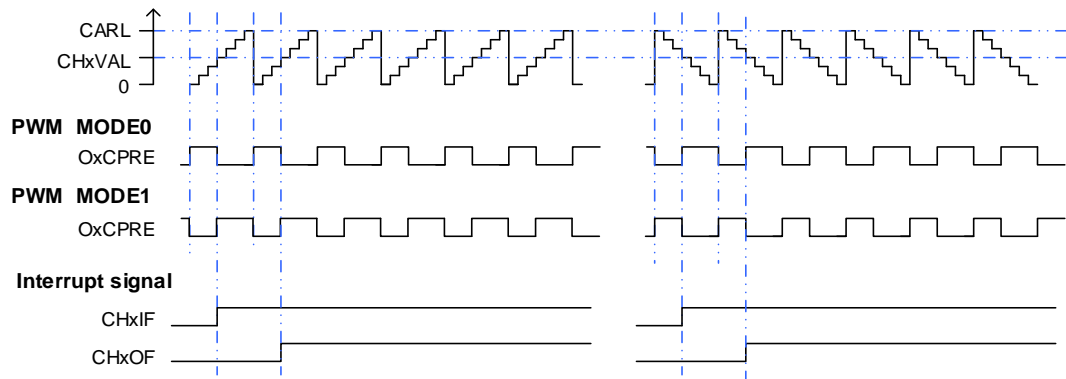 CARL
CHxVAL
0
PWM MODE0
OxCPRE
PWM MODE1
OxCPRE
Interrupt signal
CHxIF
CHxOF